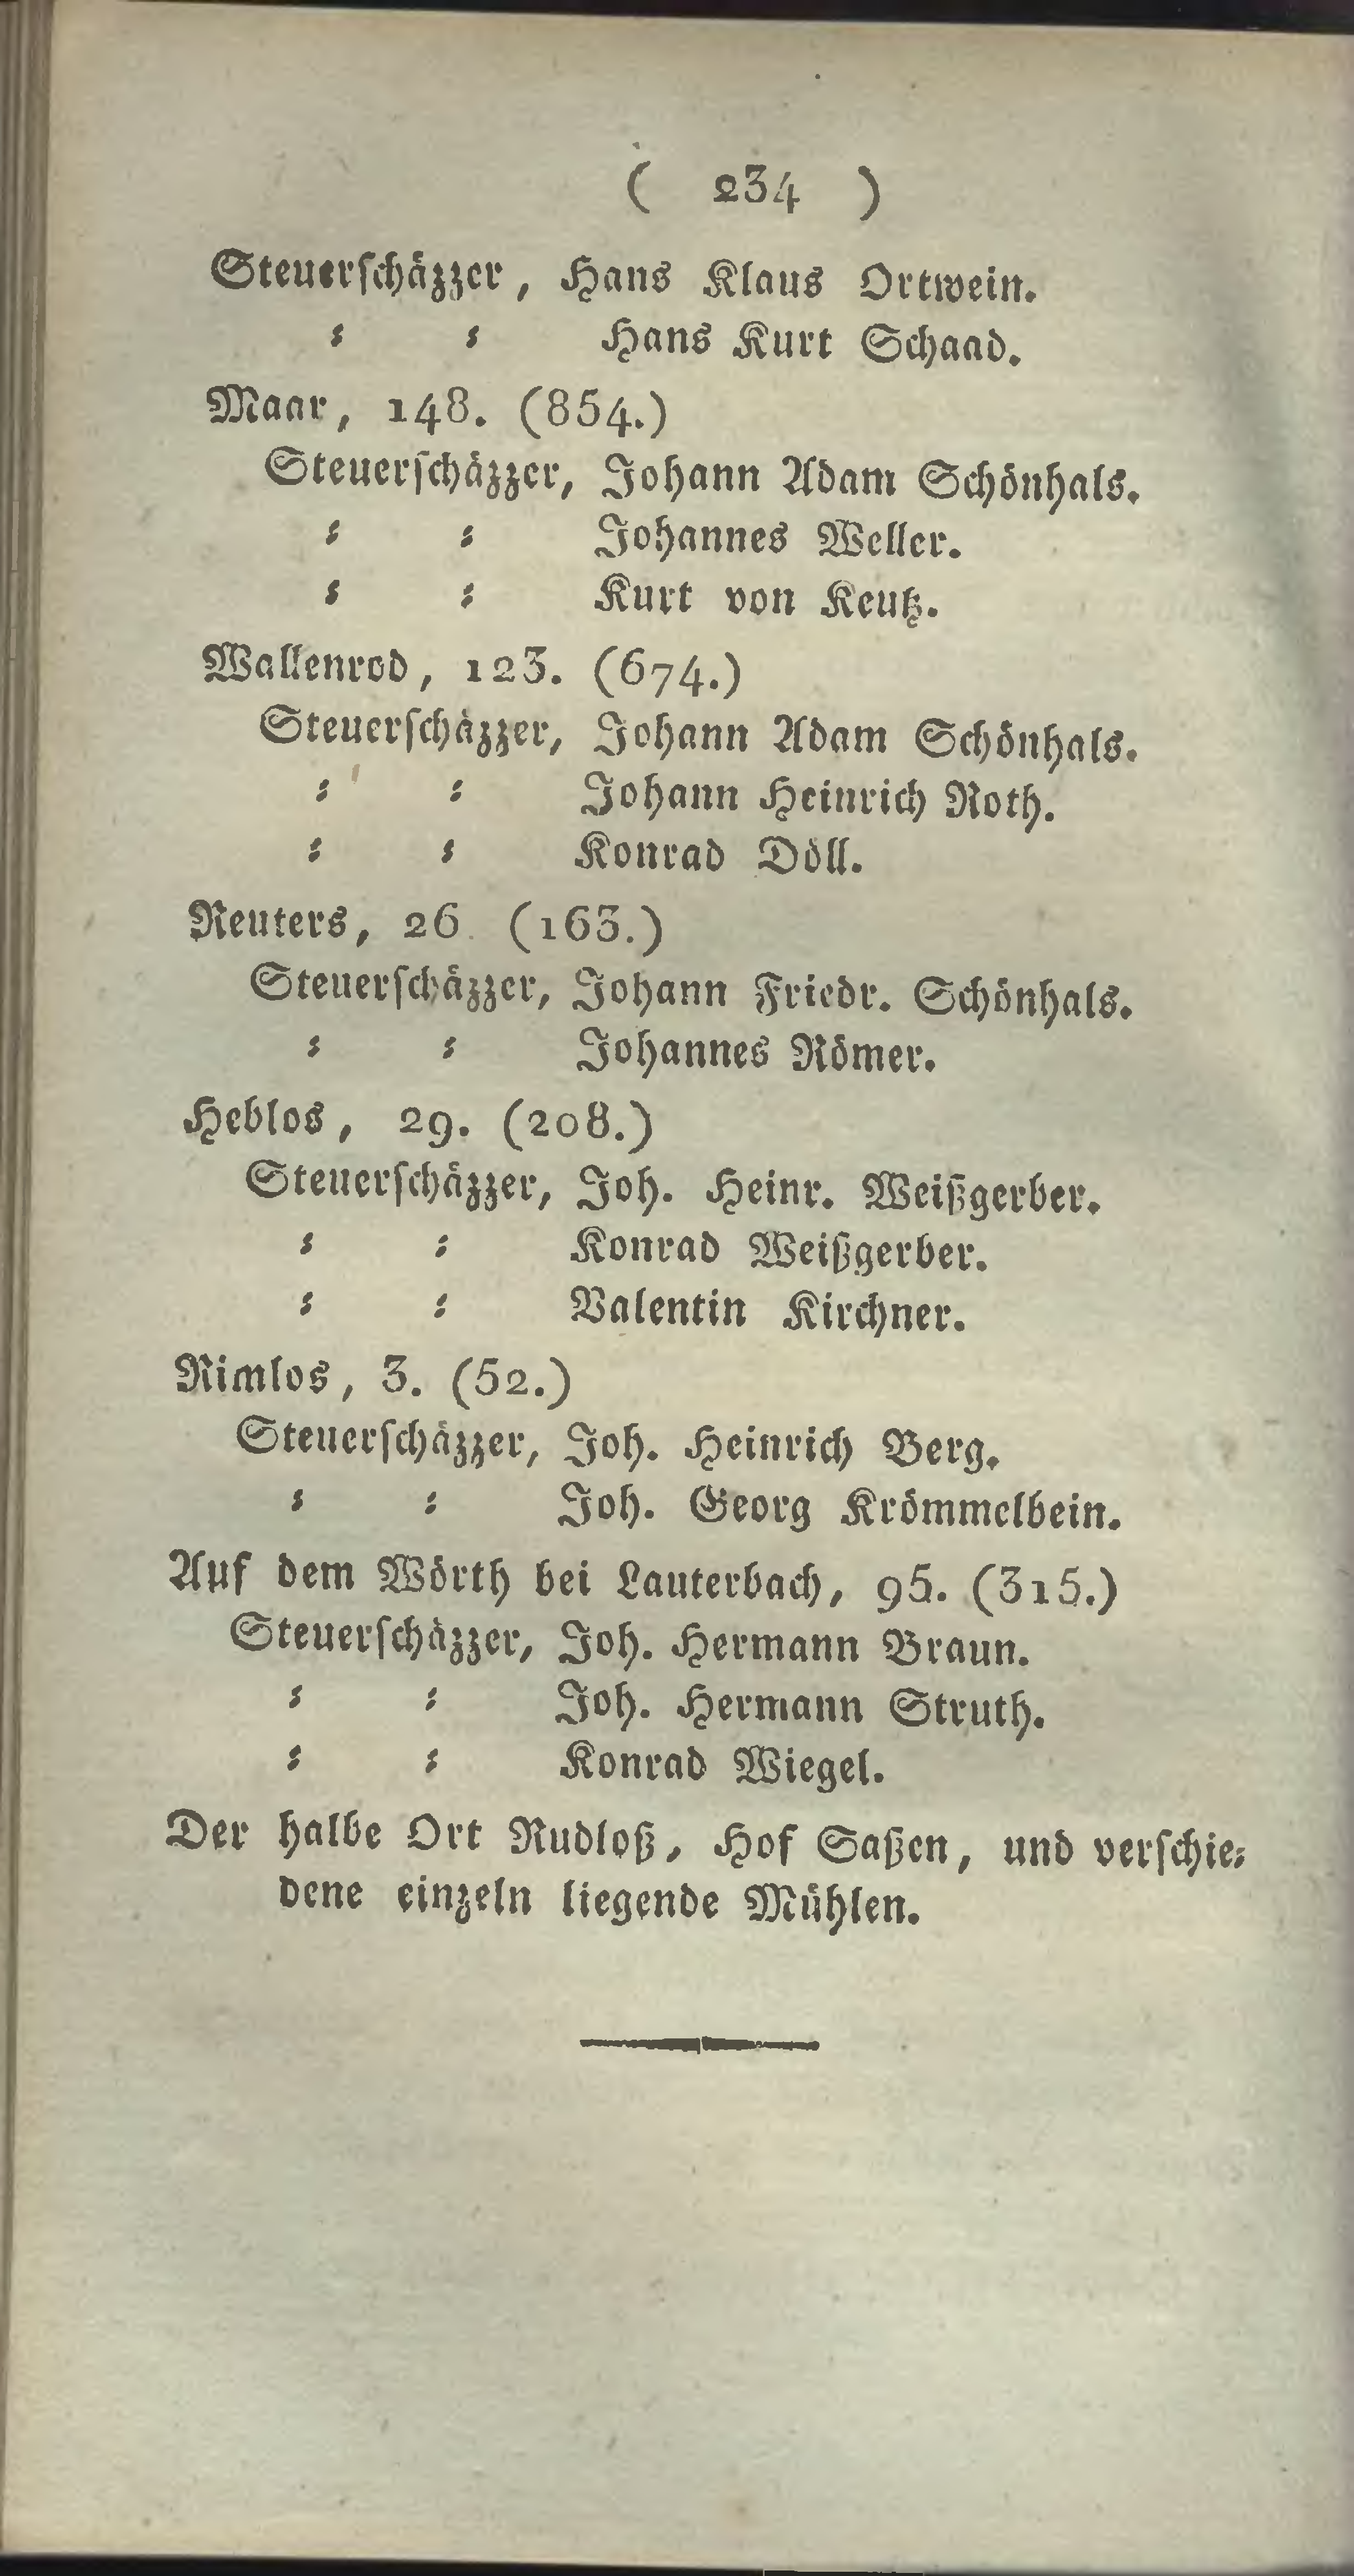 ( 234 )
Steuerschäzzer, Hans Klaus Ortwein.
⸗ ⸗ Hans Kurt Schaad.
Maar, 148. (854.)
Steuerschäzzer, Johann Adam Schönhals.
⸗ ⸗ Johannes Weller.
⸗ ⸗ Kurt von Keutz.
Wallenrod, 123. (674.)
Steuerschäzzer, Johann Adam Schönhals.
⸗ ⸗ Johann Heinrich Roth.
⸗ ⸗ Konrad Döll.
Reuters, 26. (163.)
Steuerschäzzer, Johann Friedr. Schönhals.
⸗ ⸗ Johannes Römer.
Heblos, 29. (208.)
Steuerschäzzer, Joh. Heinr. Weißgerber.
⸗ ⸗ Konrad Weißgerber.
⸗ ⸗ Valentin Kirchner.
Rimlos, 3. (52.)
Steuerschäzzer, Joh. Heinrich Berg.
⸗ ⸗ Joh. Georg Krömmelbein.
Auf dem Wörth bei Lauterbach, 95. (315.)
Steuerschäzzer, Joh. Hermann Braun.
⸗ ⸗ Joh. Hermann Struth.
⸗ ⸗ Konrad Wiegel.
Der halbe Ort Rudloß, Hof Saßen, und verschie⸗
dene einzeln liegende Mühlen.